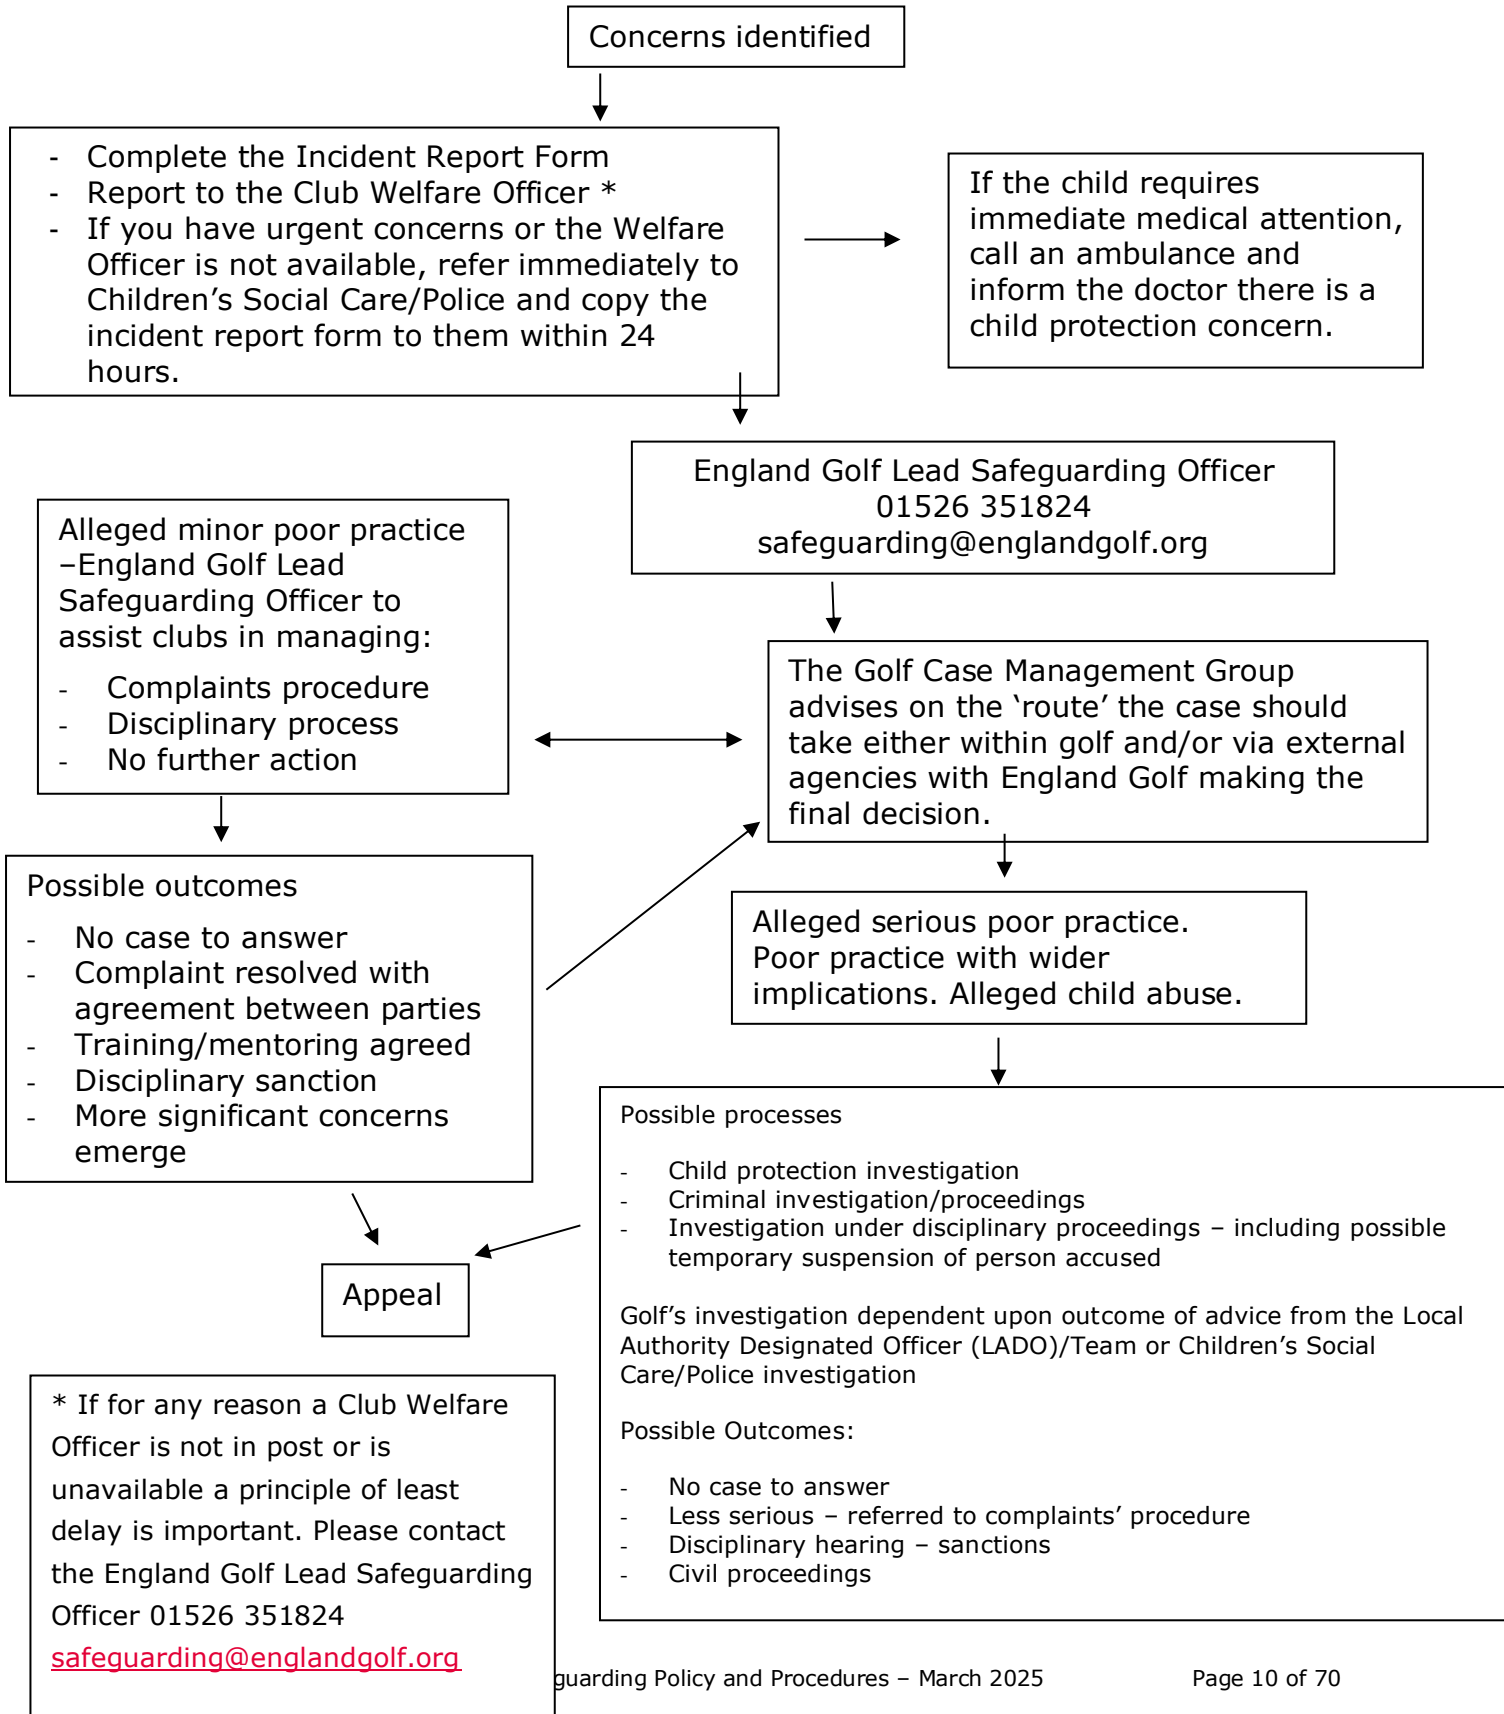 Concerns identified
- Complete the Incident Report Form
- Report to the Club Welfare Officer *
- If you have urgent concerns or the Welfare
Officer is not available, refer immediately to
Children’s Social Care/Police and copy the
incident report form to them within 24
hours.
If the child requires
immediate medical attention,
call an ambulance and
inform the doctor there is a
child protection concern.
England Golf Lead Safeguarding Officer
01526 351824
safeguarding@englandgolf.org
Alleged minor poor practice
–England Golf Lead
Safeguarding Officer to
assist clubs in managing:
- Complaints procedure
- Disciplinary process
- No further action
The Golf Case Management Group
advises on the ‘route’ the case should
take either within golf and/or via external
agencies with England Golf making the
final decision.
Possible outcomes
- No case to answer
- Complaint resolved with
agreement between parties
- Training/mentoring agreed
- Disciplinary sanction
- More significant concerns
emerge
Alleged serious poor practice.
Poor practice with wider
implications. Alleged child abuse.
Possible processes
- Child protection investigation
- Criminal investigation/proceedings
- Investigation under disciplinary proceedings – including possible
temporary suspension of person accused
Golf’s investigation dependent upon outcome of advice from the Local
Authority Designated Officer (LADO)/Team or Children’s Social
Care/Police investigation
Possible Outcomes:
- No case to answer
- Less serious – referred to complaints’ procedure
- Disciplinary hearing – sanctions
- Civil proceedings
Appeal
* If for any reason a Club Welfare
Officer is not in post or is
unavailable a principle of least
delay is important. Please contact
the England Golf Lead Safeguarding
Officer 01526 351824
safeguarding@englandgolf.org
guarding Policy and Procedures – March 2025 Page 10 of 70